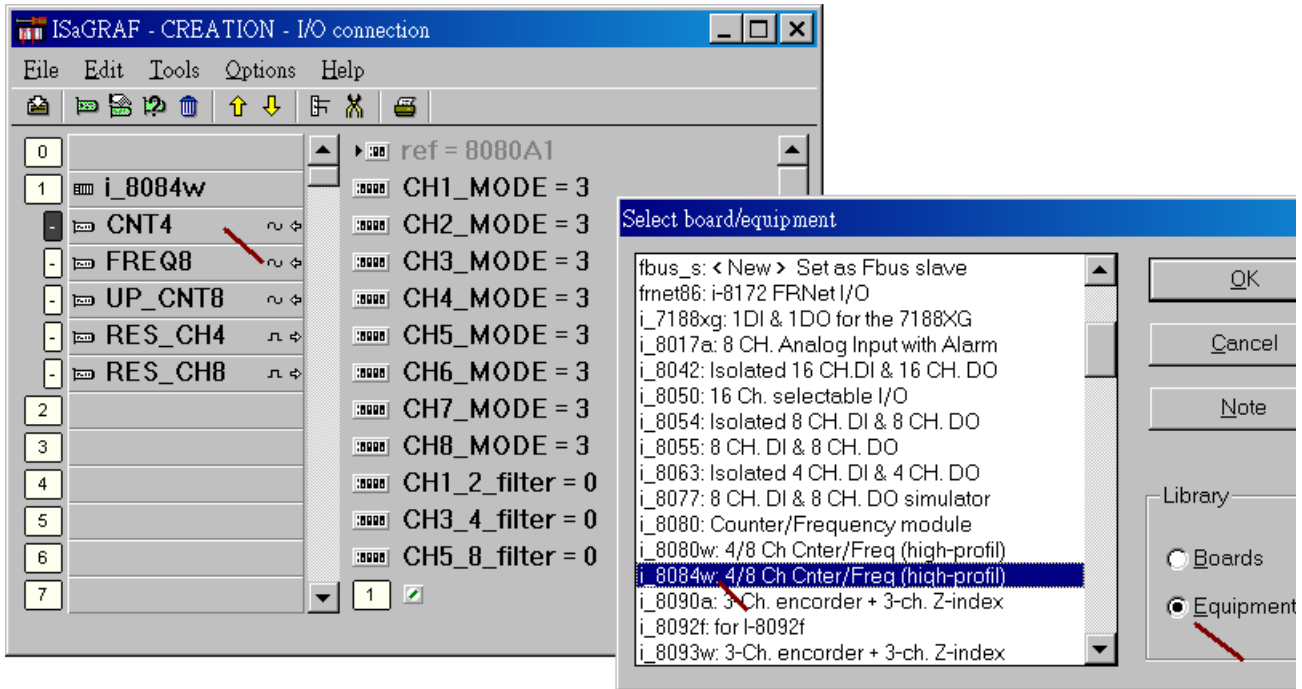 ISaGRAF - CREATION - I/O connection
File Edit Tools Options Help
0
1 i_8084w
- CNT4
- FREQ8
- UP_CNT8
- RES_CH4
- RES_CH8
2
3
4
5
6
7
ref = 8080A1
CH1_MODE = 3
CH2_MODE = 3
CH3_MODE = 3
CH4_MODE = 3
CH5_MODE = 3
CH6_MODE = 3
CH7_MODE = 3
CH8_MODE = 3
CH1_2_filter = 0
CH3_4_filter = 0
CH5_8_filter = 0
1
Select board/equipment
fbus_s: < New > Set as Fbus slave
frnet86: i-8172 FRNet I/O
i_7188xg: 1DI & 1DO for the 7188XG
i_8017a: 8 CH. Analog Input with Alarm
i_8042: Isolated 16 CH.DI & 16 CH. DO
i_8050: 16 Ch. selectable I/O
i_8054: Isolated 8 CH. DI & 8 CH. DO
i_8055: 8 CH. DI & 8 CH. DO
i_8063: Isolated 4 CH. DI & 4 CH. DO
i_8077: 8 CH. DI & 8 CH. DO simulator
i_8080: Counter/Frequency module
i_8080w: 4/8 Ch Cnter/Freq (high-profil)
i_8084w: 4/8 Ch Cnter/Freq (high-profil)
i_8090a: 3-Ch. encorder + 3-ch. Z-index
i_8092f: for I-8092f
i_8093w: 3-Ch. encorder + 3-ch. Z-index
OK
Cancel
Note
Library
Boards
Equipment